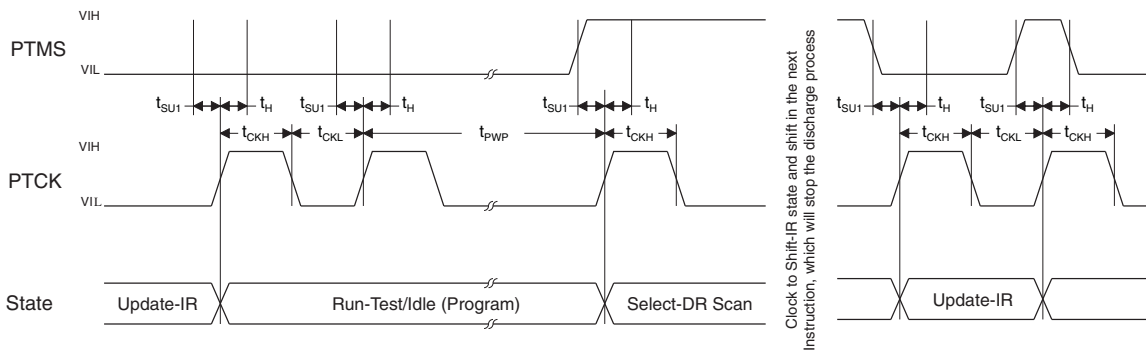 VIH
PTMS
VIL
tSU1 tH tSU1 tH tSU1 tH tSU1 tH tSU1 tH
tCKH tCKL tPWP tCKH tCKH tCKL tCKH
VIH
PTCK
VIL
State Update-IR Run-Test/Idle (Program) Select-DR Scan Update-IR
Clock to Shift-IR state and shift in the next
Instruction, which will stop the discharge process